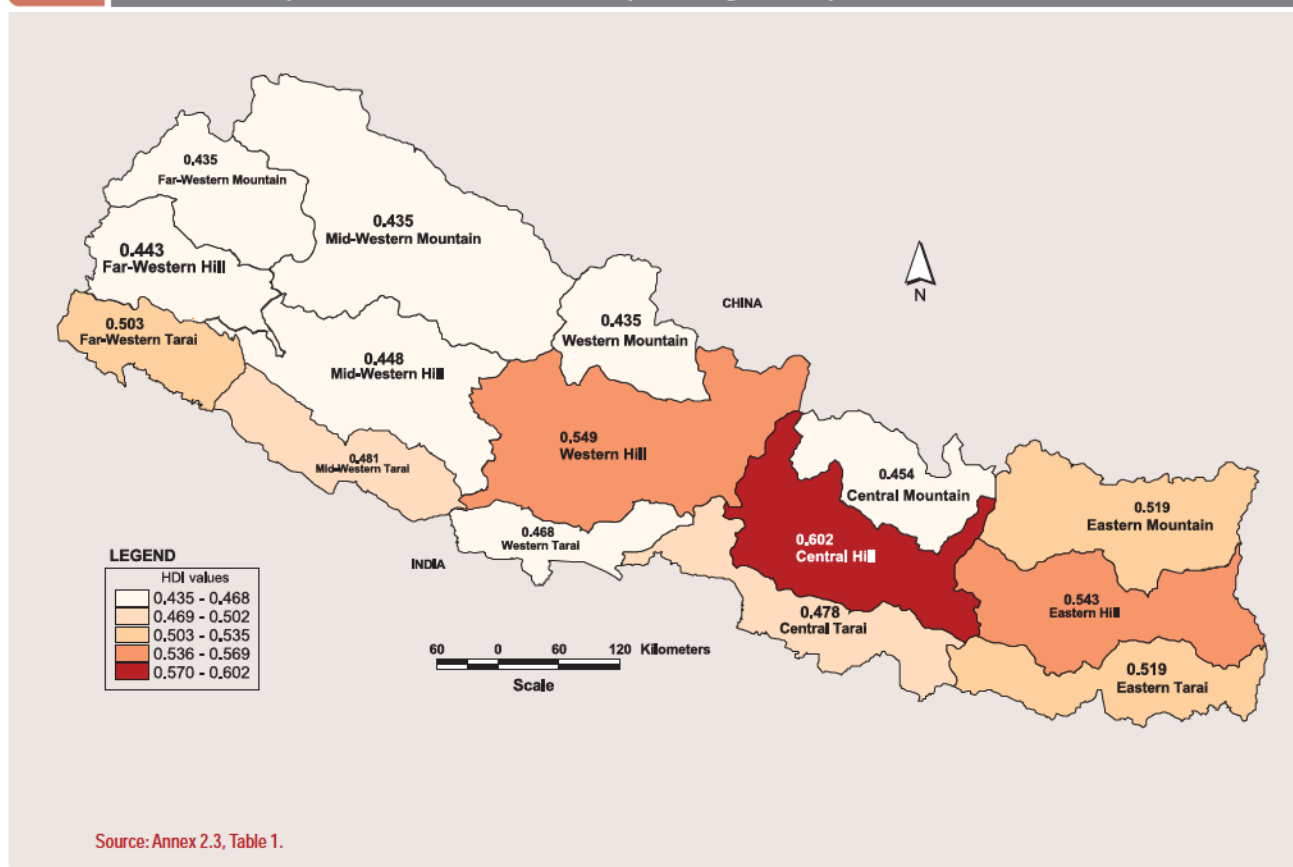 0.435
Far-Western Mountain
0.435
Mid-Western Mountain
0.443
Far-Western Hill
N
CHINA
0.503
Far-Western Tarai
0.435
Western Mountain
0.448
Mid-Western Hill
0.549
Western Hill
0.481
Mid-Western Tarai
0.454
Central Mountain
0.519
Eastern Mountain
0.468
Western Tarai
0.602
Central Hill
INDIA
0.543
Eastern Hill
0.478
Central Tarai
0.519
Eastern Tarai
LEGEND
HDI values
0.435 - 0.468
0.469 - 0.502
0.503 - 0.535
0.536 - 0.569
0.570 - 0.602
60 0 60 120 Kilometers
Scale
Source: Annex 2.3, Table 1.